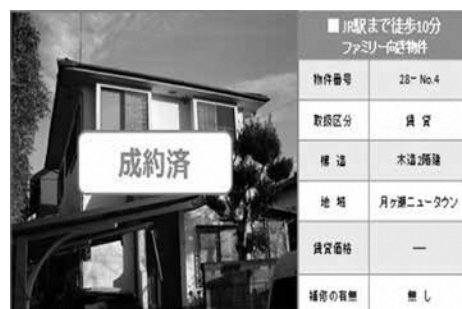 成約済
■ JR駅まで徒歩10分
ファミリー向き物件
物件番号 28- No.4
取扱区分 賃 貸
構 造 木造2階建
地 域 月ヶ瀬ニュータウン
賃貸価格 —
補修の有無 無 し